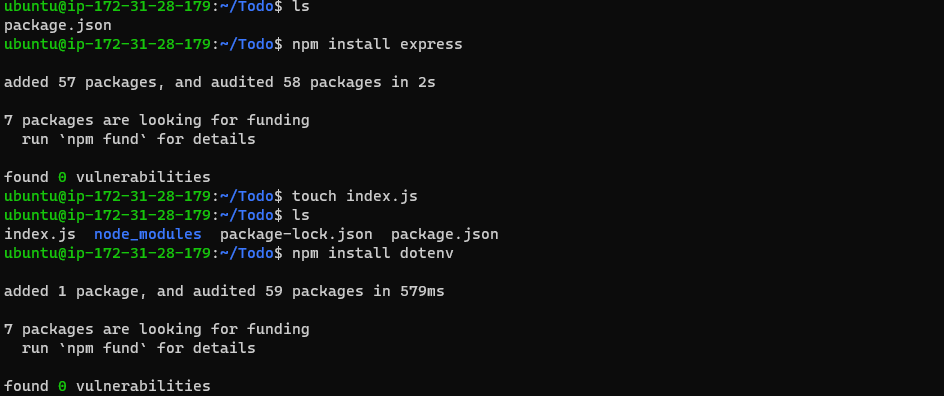 ubuntu@ip-172-31-28-179:~/Todo$ ls
package.json
ubuntu@ip-172-31-28-179:~/Todo$ npm install express
added 57 packages, and audited 58 packages in 2s
7 packages are looking for funding
  run `npm fund` for details
found 0 vulnerabilities
ubuntu@ip-172-31-28-179:~/Todo$ touch index.js
ubuntu@ip-172-31-28-179:~/Todo$ ls
index.js  node_modules  package-lock.json  package.json
ubuntu@ip-172-31-28-179:~/Todo$ npm install dotenv
added 1 package, and audited 59 packages in 579ms
7 packages are looking for funding
  run `npm fund` for details
found 0 vulnerabilities